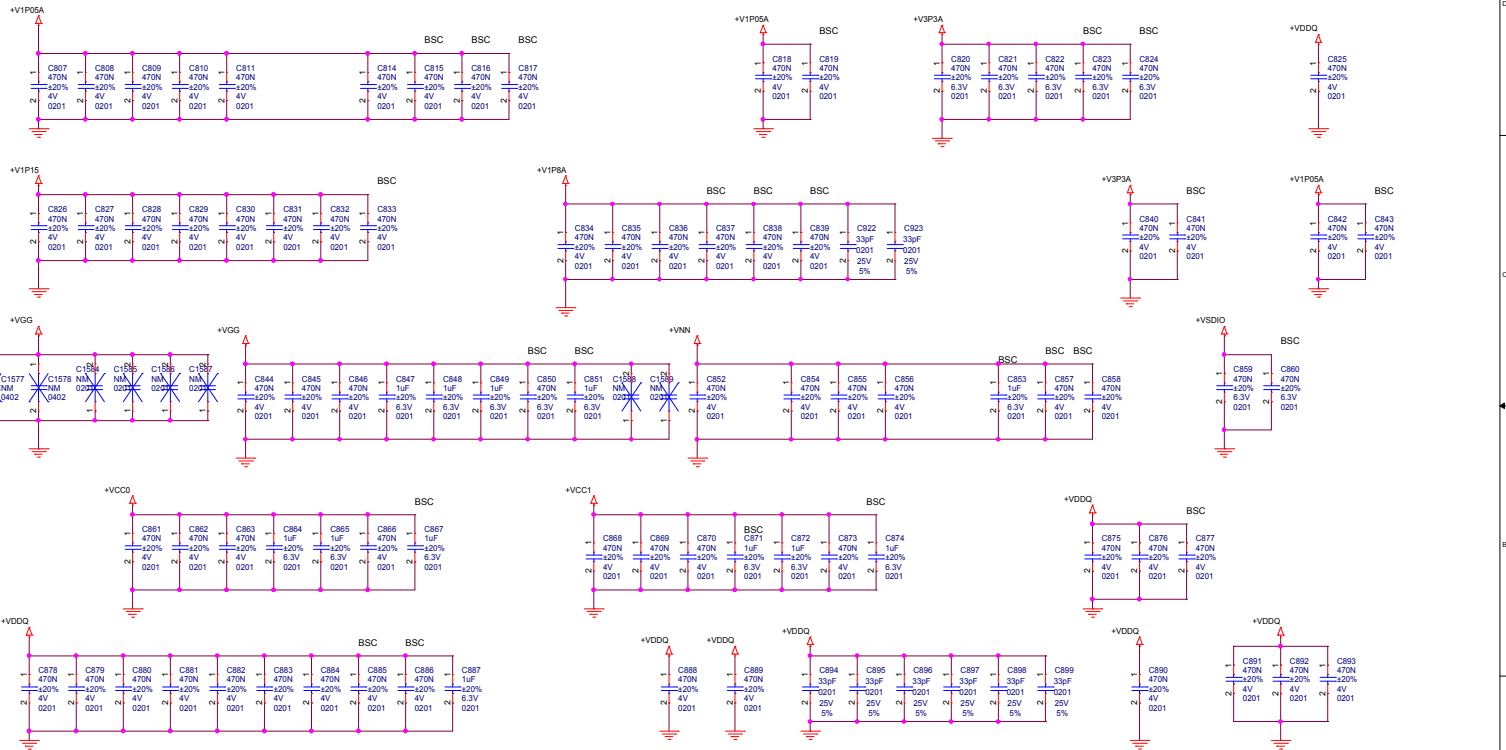 +V1P05A
BSC BSC BSC
C807 470N ±20% 4V 0201
C808 470N ±20% 4V 0201
C809 470N ±20% 4V 0201
C810 470N ±20% 4V 0201
C811 470N ±20% 4V 0201
C814 470N ±20% 4V 0201
C815 470N ±20% 4V 0201
C816 470N ±20% 4V 0201
C817 470N ±20% 4V 0201
+V1P05A
BSC
C818 470N ±20% 4V 0201
C819 470N ±20% 4V 0201
+V3P3A
BSC BSC
C820 470N ±20% 6.3V 0201
C821 470N ±20% 6.3V 0201
C822 470N ±20% 6.3V 0201
C823 470N ±20% 6.3V 0201
C824 470N ±20% 6.3V 0201
+VDDQ
C825 470N ±20% 4V 0201
+V1P15
BSC
C826 470N ±20% 4V 0201
C827 470N ±20% 4V 0201
C828 470N ±20% 4V 0201
C829 470N ±20% 4V 0201
C830 470N ±20% 4V 0201
C831 470N ±20% 4V 0201
C832 470N ±20% 4V 0201
C833 470N ±20% 4V 0201
+V1P8A
BSC BSC BSC
C834 470N ±20% 4V 0201
C835 470N ±20% 4V 0201
C836 470N ±20% 4V 0201
C837 470N ±20% 4V 0201
C838 470N ±20% 4V 0201
C839 470N ±20% 4V 0201
C922 33pF 0201 25V 5%
C923 33pF 0201 25V 5%
+V3P3A
BSC
C840 470N ±20% 4V 0201
C841 470N ±20% 4V 0201
+V1P05A
BSC
C842 470N ±20% 4V 0201
C843 470N ±20% 4V 0201
+VGG
C1577 NM 0402
C1578 NM 0402
C1584 NM
C1585 NM
C1586 NM
C1587 NM
+VGG
BSC BSC
C844 470N ±20% 4V 0201
C845 470N ±20% 4V 0201
C846 470N ±20% 4V 0201
C847 1uF ±20% 6.3V 0201
C848 1uF ±20% 6.3V 0201
C849 1uF ±20% 6.3V 0201
C850 470N ±20% 6.3V 0201
C851 1uF ±20% 6.3V 0201
C1588 NM
C1589 NM
+VNN
BSC BSC BSC
C852 470N ±20% 4V 0201
C854 470N ±20% 4V 0201
C855 470N ±20% 4V 0201
C856 470N ±20% 4V 0201
C853 1uF ±20% 6.3V 0201
C857 470N ±20% 4V 0201
C858 470N ±20% 4V 0201
+VSDIO
BSC
C859 470N ±20% 6.3V 0201
C860 470N ±20% 6.3V 0201
+VCC0
BSC
C861 470N ±20% 4V 0201
C862 470N ±20% 4V 0201
C863 470N ±20% 4V 0201
C864 1uF ±20% 6.3V 0201
C865 1uF ±20% 6.3V 0201
C866 470N ±20% 4V 0201
C867 1uF ±20% 6.3V 0201
+VCC1
BSC BSC
C868 470N ±20% 4V 0201
C869 470N ±20% 4V 0201
C870 470N ±20% 4V 0201
C871 1uF ±20% 6.3V 0201
C872 1uF ±20% 6.3V 0201
C873 470N ±20% 4V 0201
C874 1uF ±20% 6.3V 0201
+VDDQ
BSC
C875 470N ±20% 4V 0201
C876 470N ±20% 4V 0201
C877 470N ±20% 4V 0201
+VDDQ
BSC BSC
C878 470N ±20% 4V 0201
C879 470N ±20% 4V 0201
C880 470N ±20% 4V 0201
C881 470N ±20% 4V 0201
C882 470N ±20% 4V 0201
C883 470N ±20% 4V 0201
C884 470N ±20% 4V 0201
C885 470N ±20% 4V 0201
C886 470N ±20% 4V 0201
C887 1uF ±20% 6.3V 0201
+VDDQ
C888 470N ±20% 4V 0201
+VDDQ
C889 470N ±20% 4V 0201
+VDDQ
C894 33pF 0201 25V 5%
C895 33pF 0201 25V 5%
C896 33pF 0201 25V 5%
C897 33pF 0201 25V 5%
C898 33pF 0201 25V 5%
C899 33pF 0201 25V 5%
+VDDQ
C890 470N ±20% 4V 0201
+VDDQ
C891 470N ±20% 4V 0201
C892 470N ±20% 4V 0201
C893 470N ±20% 4V 0201